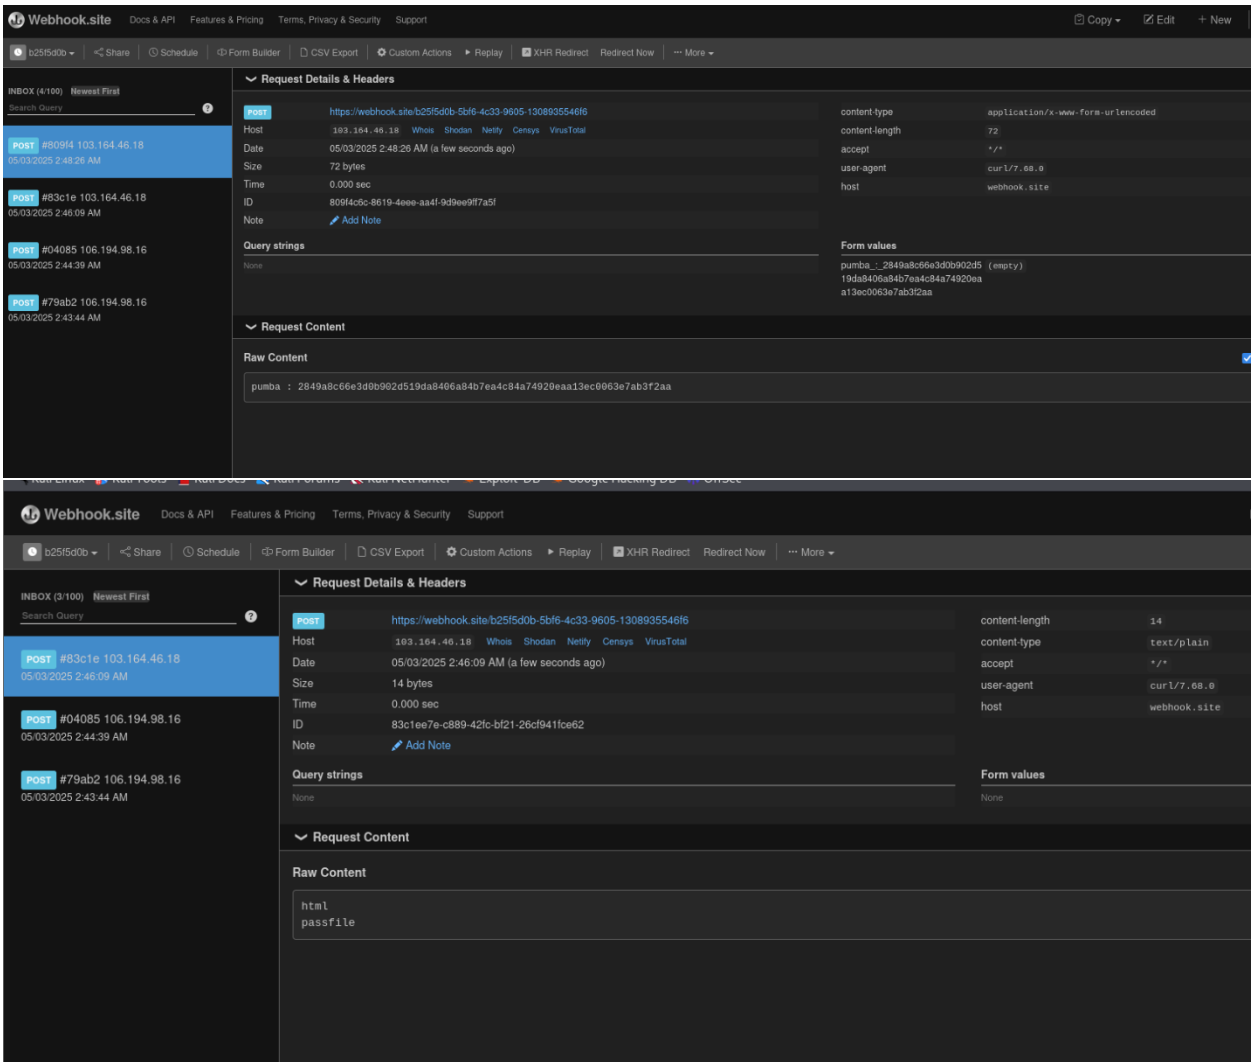 Webhook.site Docs & API Features & Pricing Terms, Privacy & Security Support Copy Edit + New
b25f5d0b Share Schedule Form Builder CSV Export Custom Actions Replay XHR Redirect Redirect Now ··· More
INBOX (4/100) Newest First
Search Query ?
POST #809f4 103.164.46.18
05/03/2025 2:48:26 AM
POST #83c1e 103.164.46.18
05/03/2025 2:46:09 AM
POST #04085 106.194.98.16
05/03/2025 2:44:39 AM
POST #79ab2 106.194.98.16
05/03/2025 2:43:44 AM
Request Details & Headers
POST https://webhook.site/b25f5d0b-5bf6-4c33-9605-1308935546f6
Host 103.164.46.18 Whois Shodan Netify Censys VirusTotal
Date 05/03/2025 2:48:26 AM (a few seconds ago)
Size 72 bytes
Time 0.000 sec
ID 809f4c6c-8619-4eee-aa4f-9d9ee9ff7a5f
Note Add Note
content-type application/x-www-form-urlencoded
content-length 72
accept */*
user-agent curl/7.68.0
host webhook.site
Query strings
None
Form values
pumba_:_2849a8c66e3d0b902d5 (empty)
19da8406a84b7ea4c84a74920ea
a13ec0063e7ab3f2aa
Request Content
Raw Content
pumba : 2849a8c66e3d0b902d519da8406a84b7ea4c84a74920eaa13ec0063e7ab3f2aa
Kali Linux Kali Tools Kali Docs Kali Forums Kali NetHunter Exploit-DB Google Hacking DB OffSec
Webhook.site Docs & API Features & Pricing Terms, Privacy & Security Support
b25f5d0b Share Schedule Form Builder CSV Export Custom Actions Replay XHR Redirect Redirect Now ··· More
INBOX (3/100) Newest First
Search Query ?
POST #83c1e 103.164.46.18
05/03/2025 2:46:09 AM
POST #04085 106.194.98.16
05/03/2025 2:44:39 AM
POST #79ab2 106.194.98.16
05/03/2025 2:43:44 AM
Request Details & Headers
POST https://webhook.site/b25f5d0b-5bf6-4c33-9605-1308935546f6
Host 103.164.46.18 Whois Shodan Netify Censys VirusTotal
Date 05/03/2025 2:46:09 AM (a few seconds ago)
Size 14 bytes
Time 0.000 sec
ID 83c1ee7e-c889-42fc-bf21-26cf941fce62
Note Add Note
content-length 14
content-type text/plain
accept */*
user-agent curl/7.68.0
host webhook.site
Query strings
None
Form values
None
Request Content
Raw Content
html
passfile